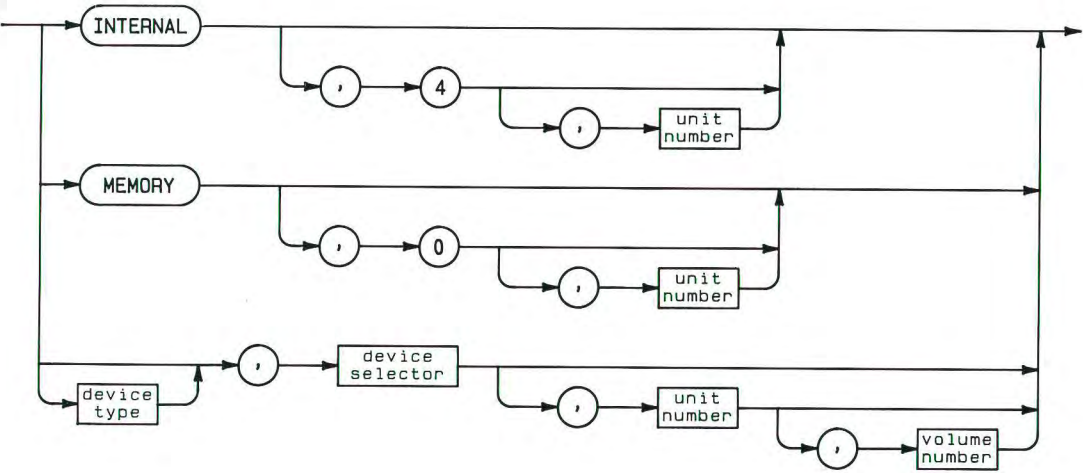 INTERNAL
, 4
, unit
number
MEMORY
, 0
, unit
number
device
type
, device
selector
, unit
number
, volume
number